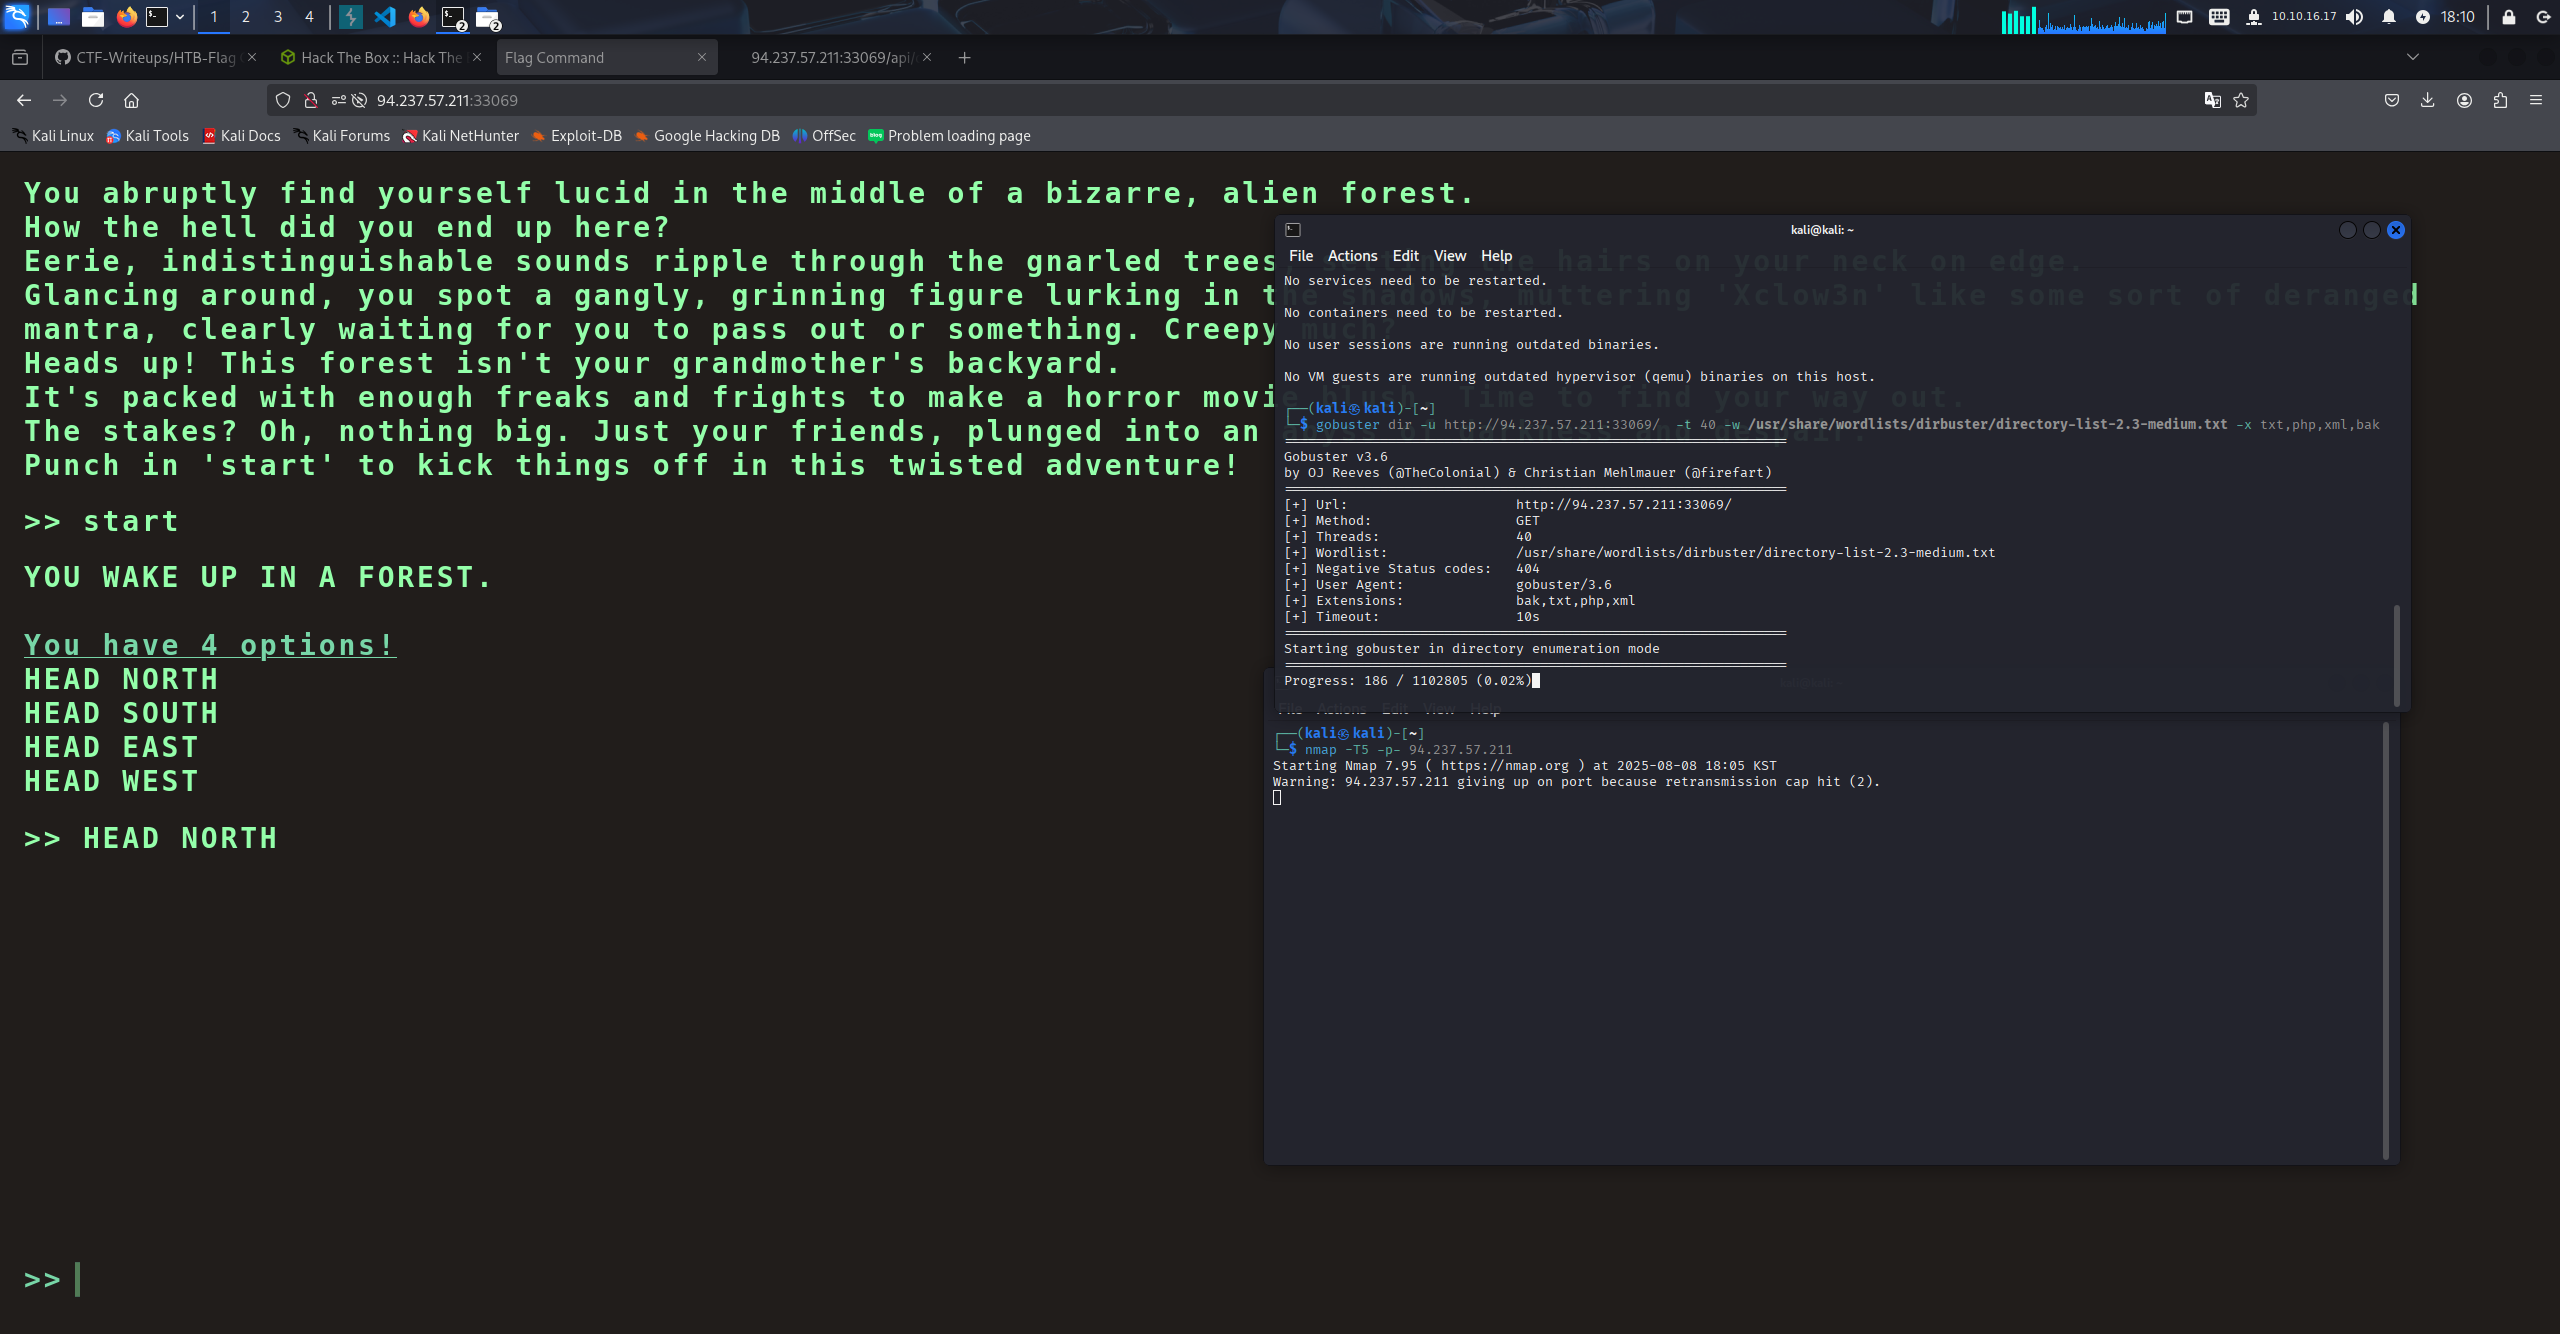 1 2 3 4 2 2 10.10.16.17 18:10
CTF-Writeups/HTB-Flag Hack The Box :: Hack The Flag Command 94.237.57.211:33069/api/
94.237.57.211:33069
Kali Linux Kali Tools Kali Docs Kali Forums Kali NetHunter Exploit-DB Google Hacking DB OffSec Problem loading page
You abruptly find yourself lucid in the middle of a bizarre, alien forest.
How the hell did you end up here?
Eerie, indistinguishable sounds ripple through the gnarled trees, setting the hairs on your neck on edge.
Glancing around, you spot a gangly, grinning figure lurking in the shadows, muttering 'Xclow3n' like some sort of deranged
mantra, clearly waiting for you to pass out or something. Creepy much?
Heads up! This forest isn't your grandmother's backyard.
It's packed with enough freaks and frights to make a horror movie blush. Time to find your way out.
The stakes? Oh, nothing big. Just your friends, plunged into an abyss of darkness and despair.
Punch in 'start' to kick things off in this twisted adventure!
>> start
YOU WAKE UP IN A FOREST.
You have 4 options!
HEAD NORTH
HEAD SOUTH
HEAD EAST
HEAD WEST
>> HEAD NORTH
>>
kali@kali: ~
File Actions Edit View Help
No services need to be restarted.
No containers need to be restarted.
No user sessions are running outdated binaries.
No VM guests are running outdated hypervisor (qemu) binaries on this host.
┌──(kali㉿kali)-[~]
└─$ gobuster dir -u http://94.237.57.211:33069/  -t 40 -w /usr/share/wordlists/dirbuster/directory-list-2.3-medium.txt -x txt,php,xml,bak
===============================================================
Gobuster v3.6
by OJ Reeves (@TheColonial) & Christian Mehlmauer (@firefart)
===============================================================
[+] Url:                     http://94.237.57.211:33069/
[+] Method:                  GET
[+] Threads:                 40
[+] Wordlist:                /usr/share/wordlists/dirbuster/directory-list-2.3-medium.txt
[+] Negative Status codes:   404
[+] User Agent:              gobuster/3.6
[+] Extensions:              bak,txt,php,xml
[+] Timeout:                 10s
===============================================================
Starting gobuster in directory enumeration mode
===============================================================
Progress: 186 / 1102805 (0.02%)
File Actions Edit View Help
┌──(kali㉿kali)-[~]
└─$ nmap -T5 -p- 94.237.57.211
Starting Nmap 7.95 ( https://nmap.org ) at 2025-08-08 18:05 KST
Warning: 94.237.57.211 giving up on port because retransmission cap hit (2).